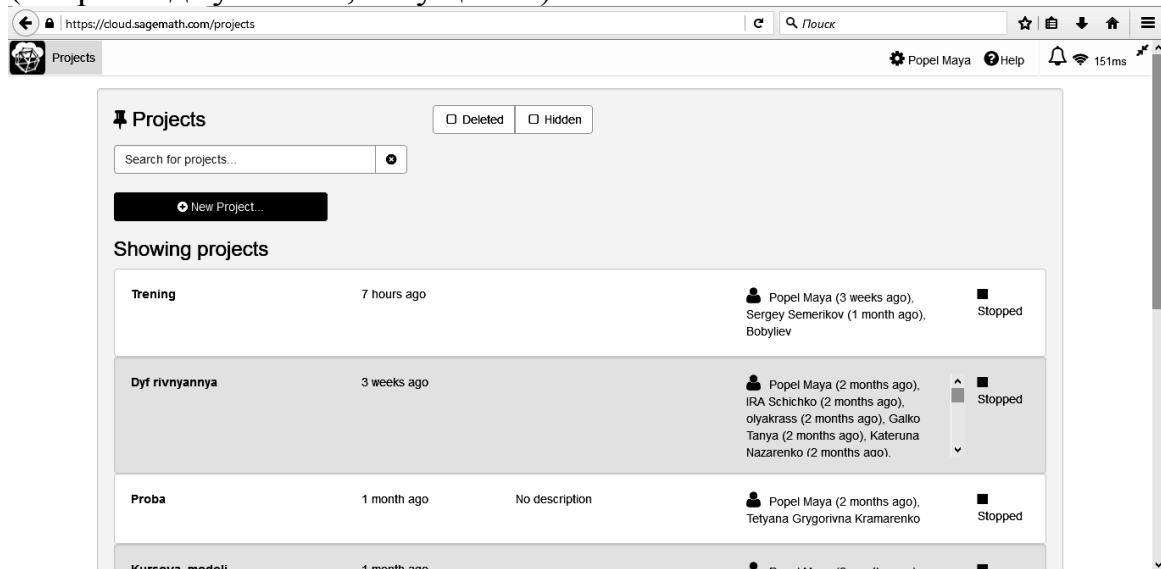 https://cloud.sagemath.com/projects
Поиск
Projects
Popel Maya
Help
151ms
Projects
Deleted
Hidden
Search for projects...
New Project...
Showing projects
Trening
7 hours ago
Popel Maya (3 weeks ago),
Sergey Semerikov (1 month ago),
Bobyliev
Stopped
Dyf rivnyannya
3 weeks ago
Popel Maya (2 months ago),
IRA Schichko (2 months ago),
olyakrass (2 months ago), Galko
Tanya (2 months ago), Kateruna
Nazarenko (2 months ago),
Stopped
Proba
1 month ago
No description
Popel Maya (2 months ago),
Tetyana Grygorivna Kramarenko
Stopped
Kursova_modeli
1 month ago